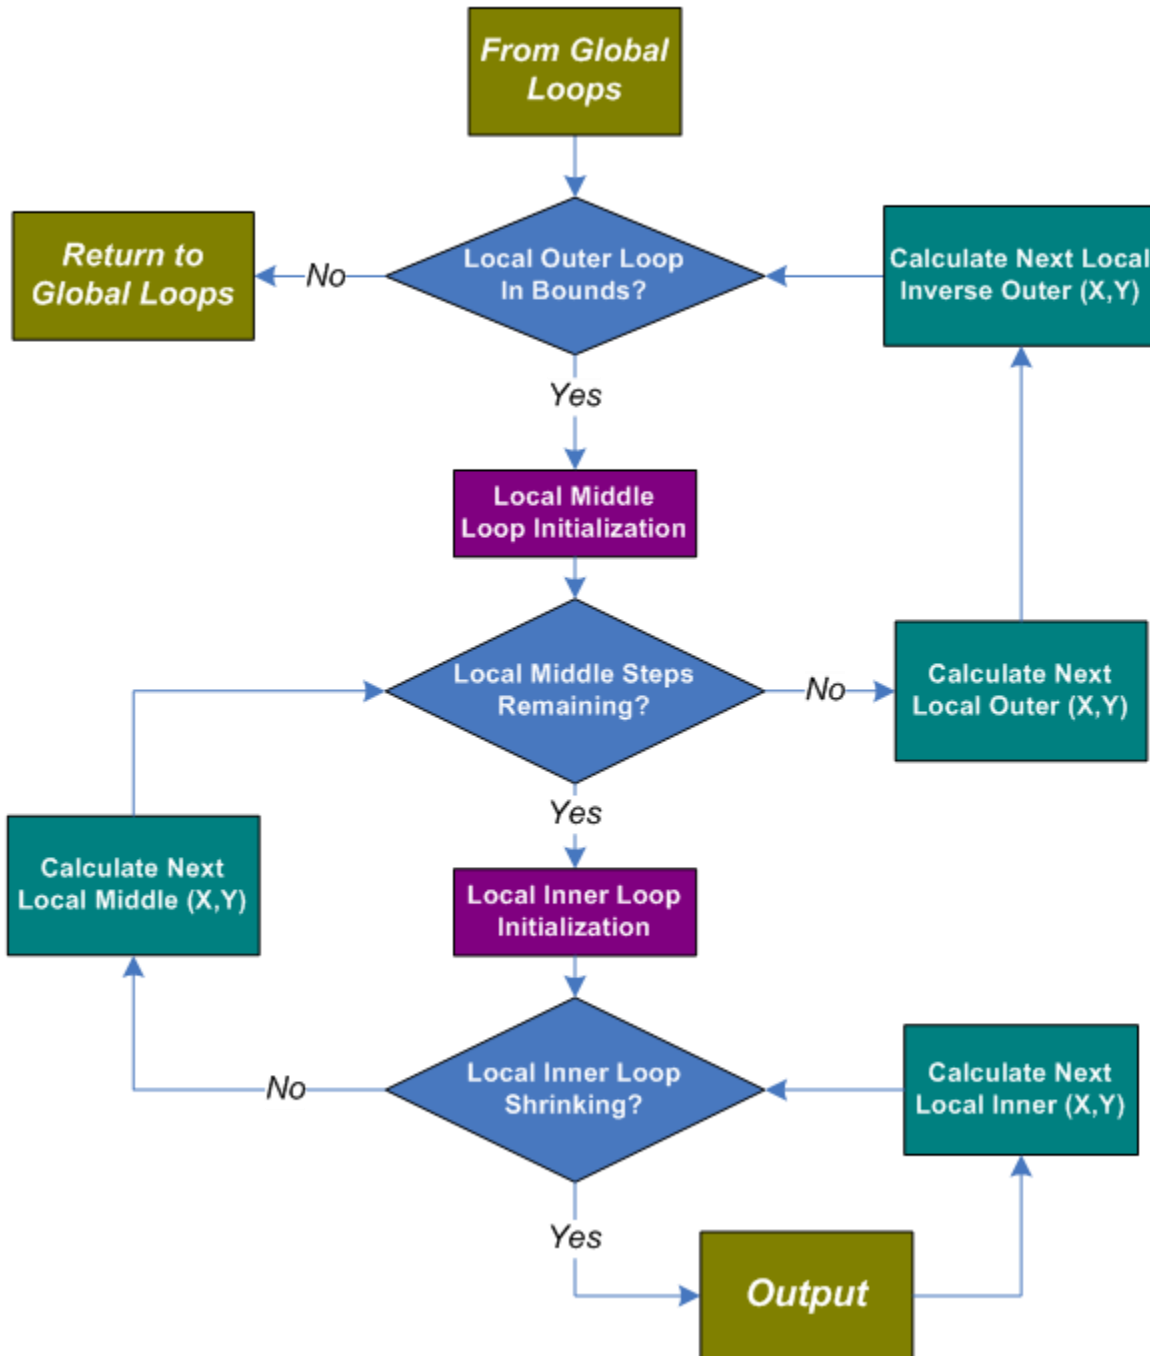 From Global
Loops
Return to
Global Loops
No
Local Outer Loop
In Bounds?
Calculate Next Local
Inverse Outer (X,Y)
Yes
Local Middle
Loop Initialization
Local Middle Steps
Remaining?
No
Calculate Next
Local Outer (X,Y)
Yes
Calculate Next
Local Middle (X,Y)
Local Inner Loop
Initialization
No
Local Inner Loop
Shrinking?
Calculate Next
Local Inner (X,Y)
Yes
Output